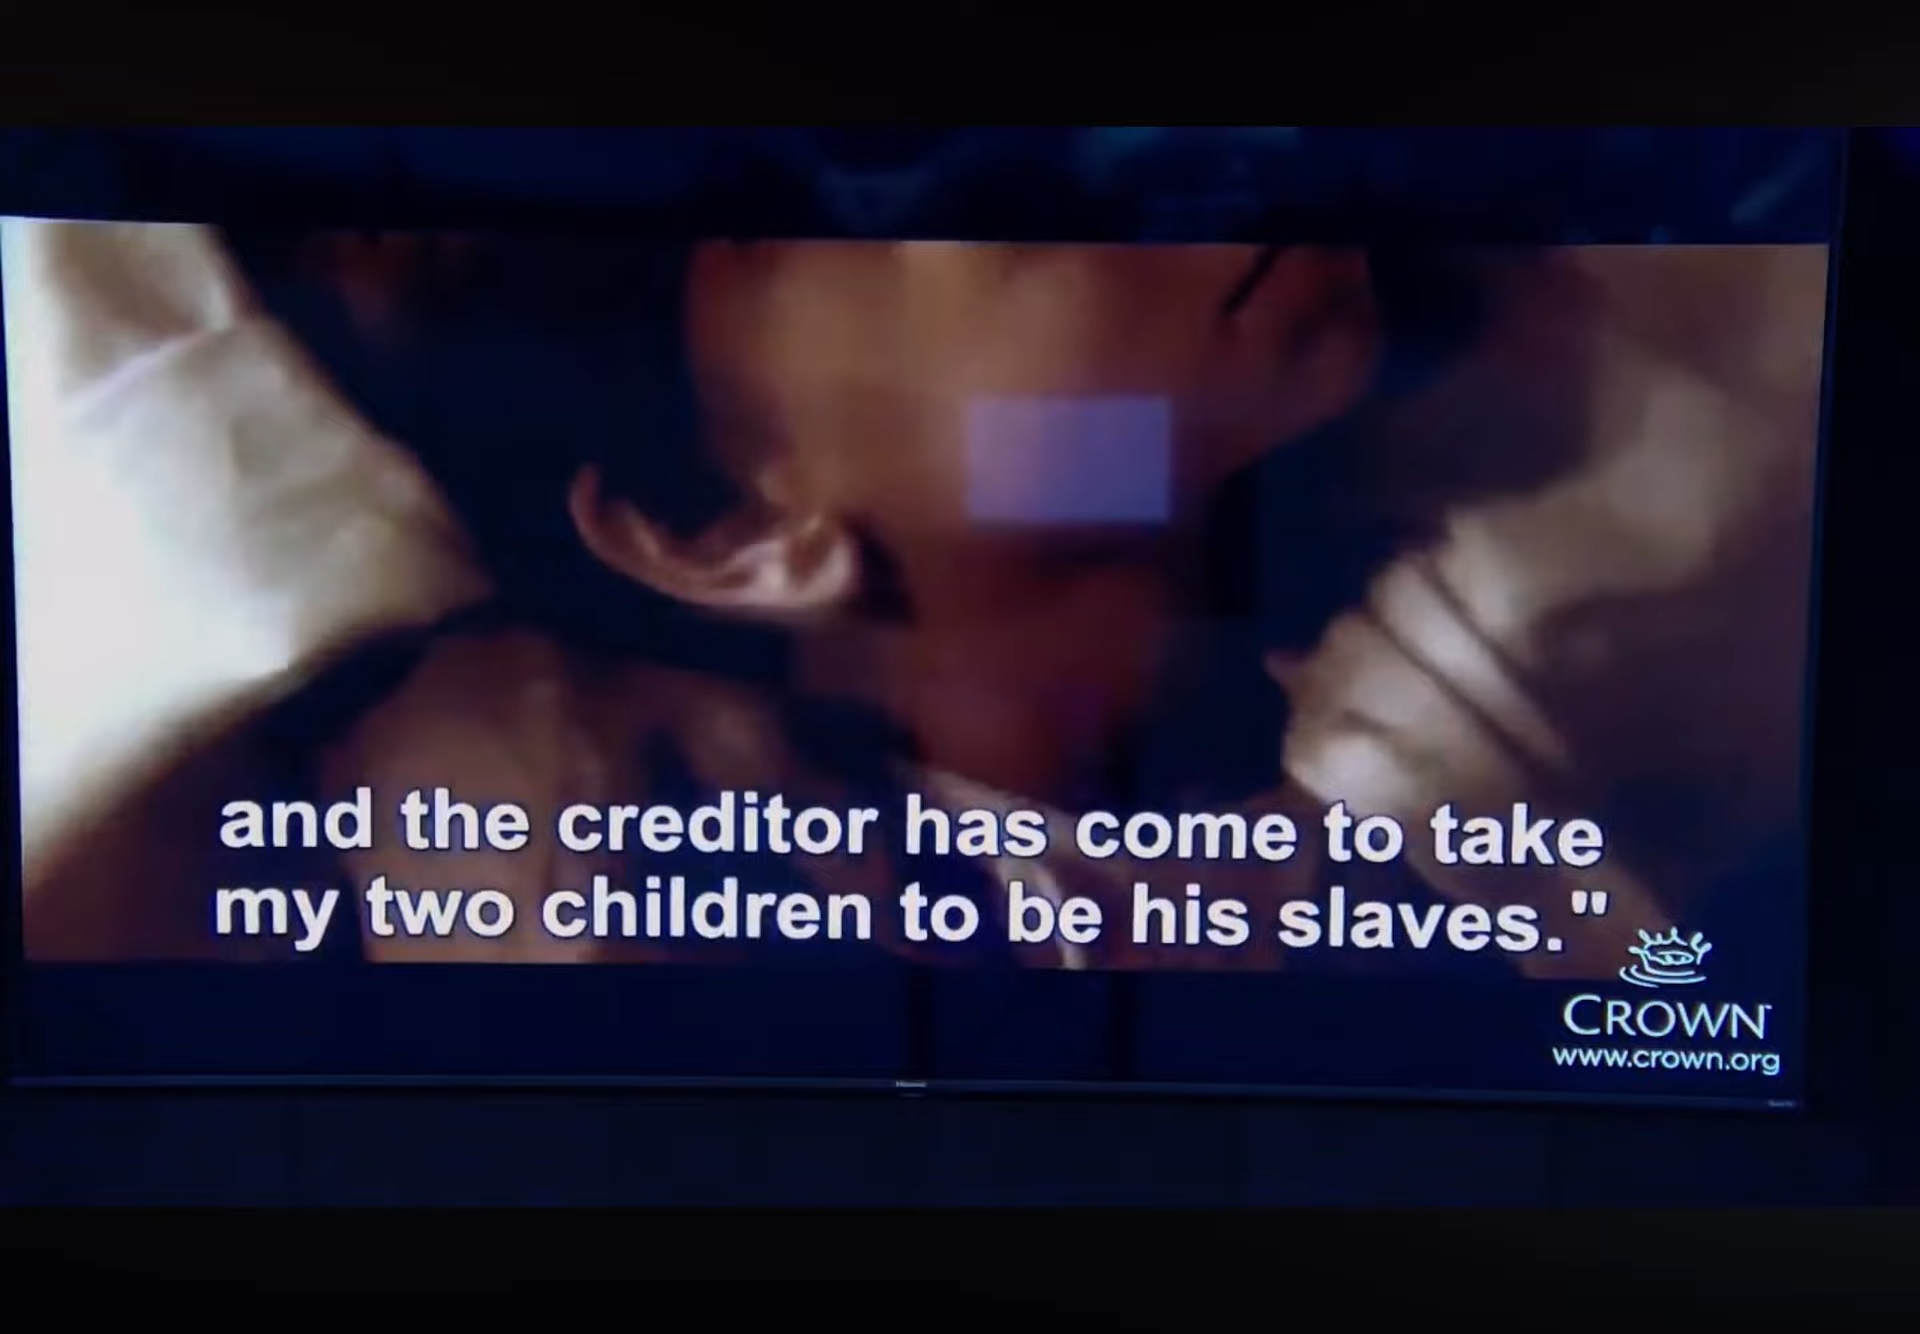 and the creditor has come to take
my two children to be his slaves."
CROWN
www.crown.org